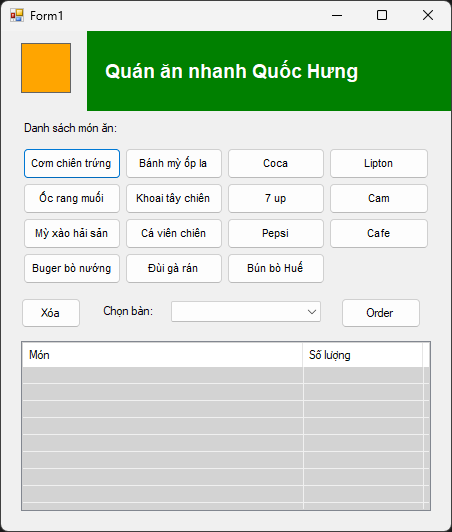 Form1
Quán ăn nhanh Quốc Hưng
Danh sách món ăn:
Cơm chiên trứng Bánh mỳ ốp la Coca Lipton
Ốc rang muối Khoai tây chiên 7 up Cam
Mỳ xào hải sản Cá viên chiên Pepsi Cafe
Buger bò nướng Đùi gà rán Bún bò Huế
Xóa Chọn bàn: Order
Món Số lượng